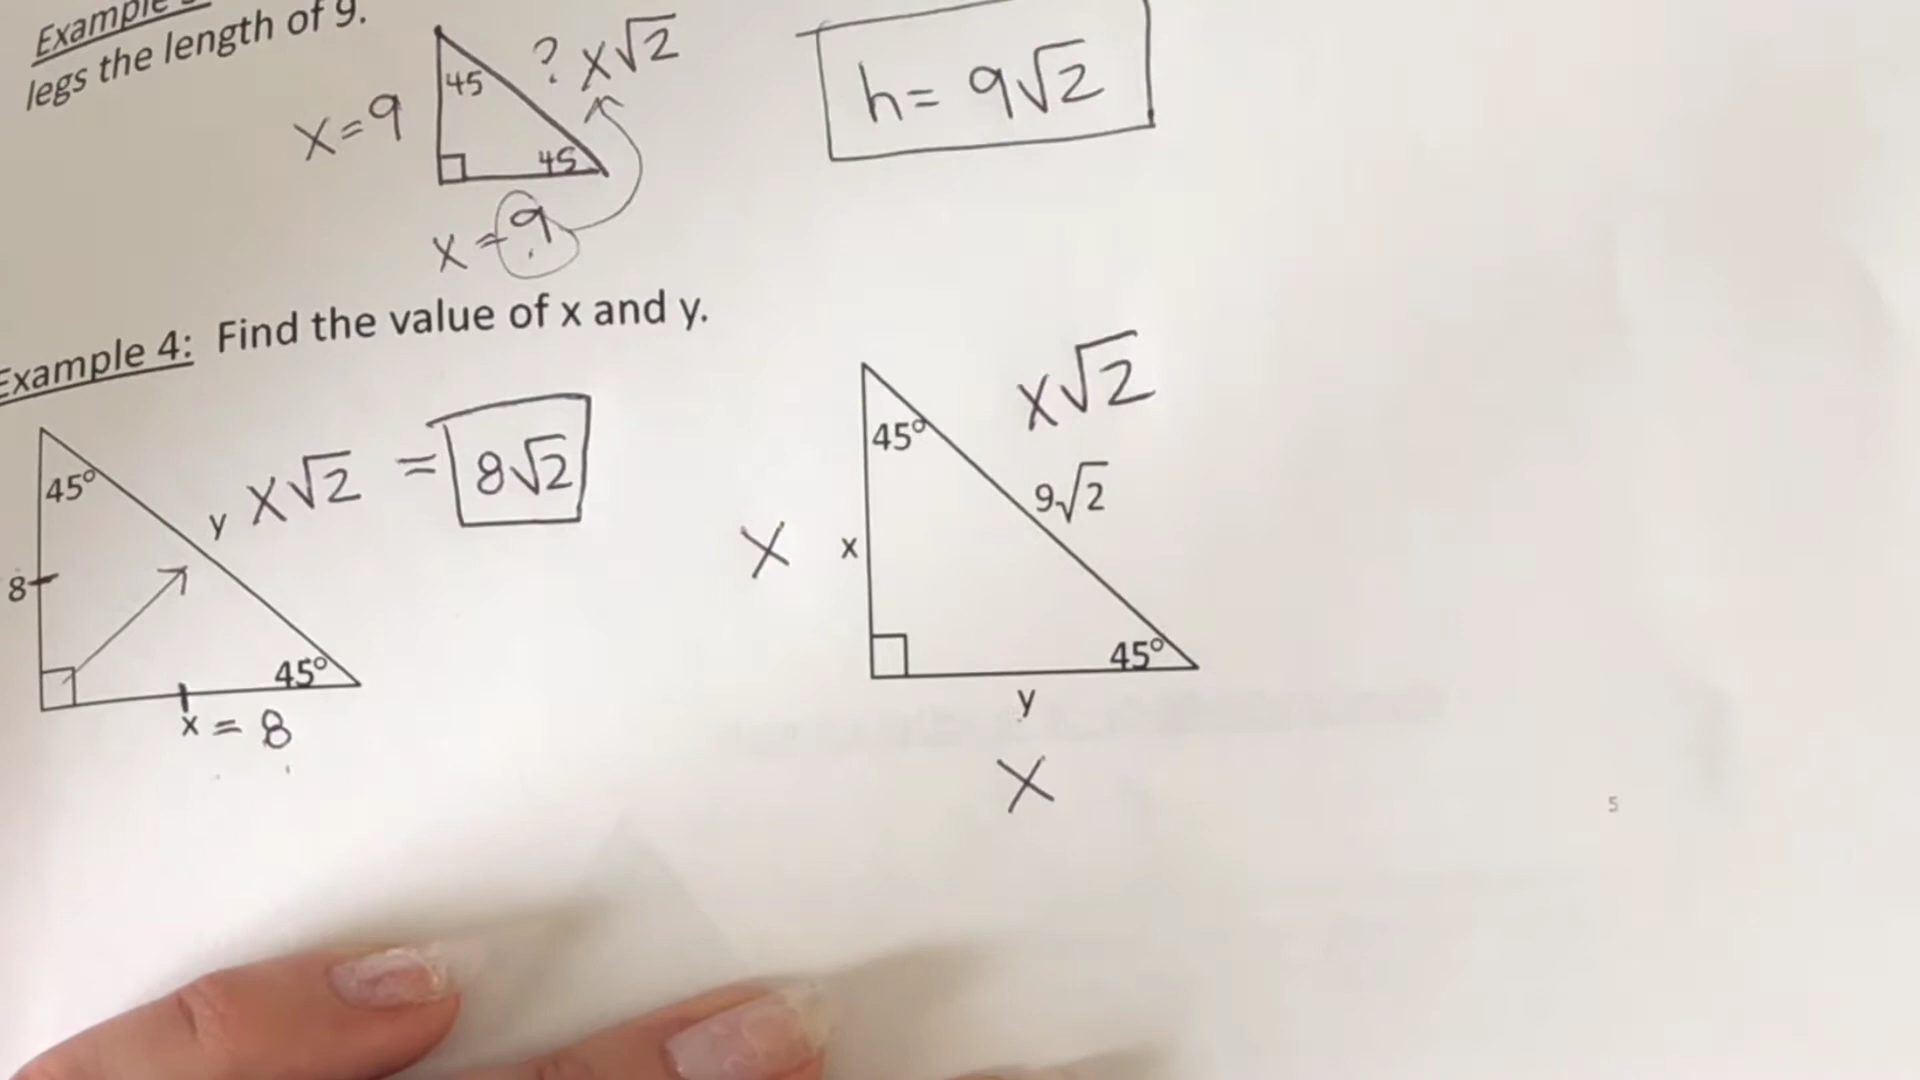 Example
legs the length of 9.
45
? x√2
x=9
45
x=9
h= 9√2
Example 4: Find the value of x and y.
45°
y x√2 = 8√2
8
45°
x = 8
x√2
45°
9√2
X x
45°
y
X
5